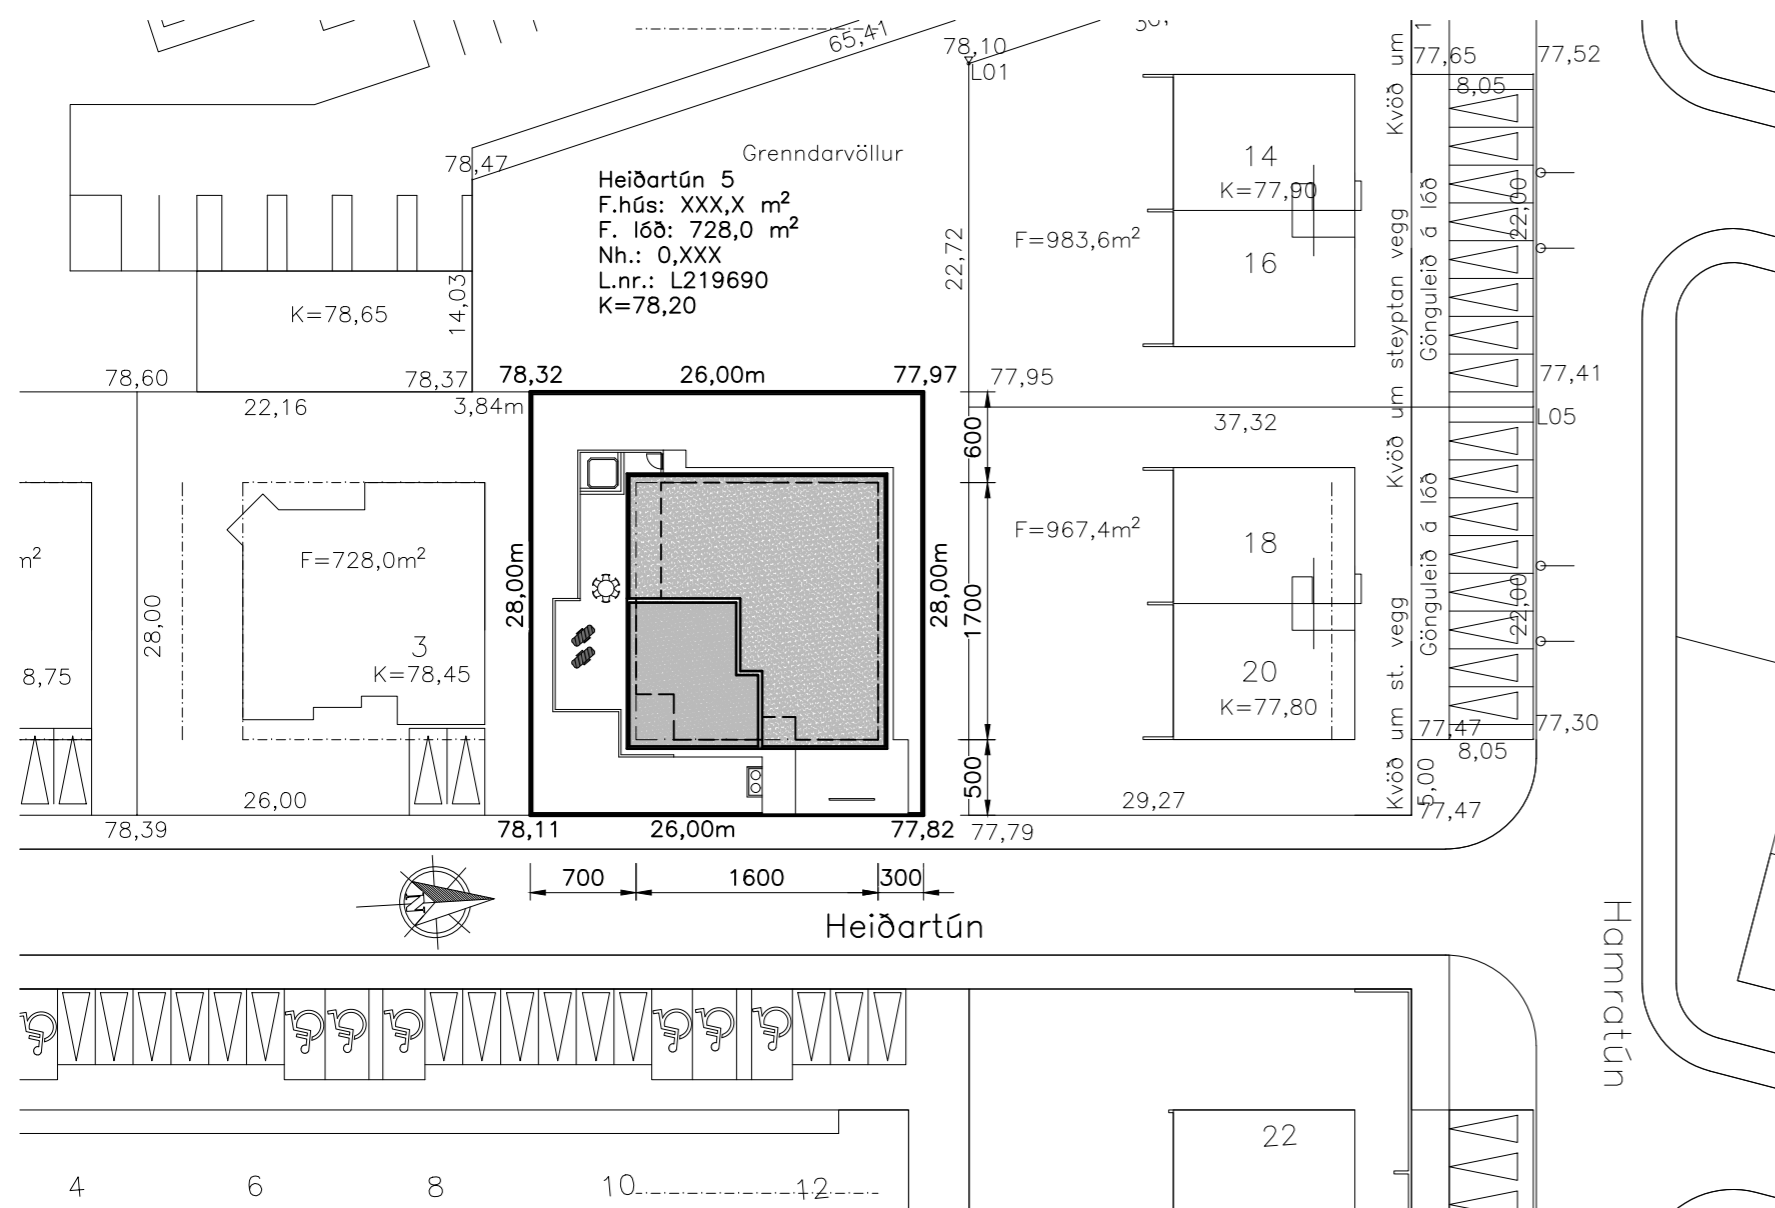 65,41
78,10
L01
77,65
77,52
8,05
Kvöð um
78,47
Grenndarvöllur
Heiðartún 5
F.hús: XXX,X m²
F. lóð: 728,0 m²
Nh.: 0,XXX
L.nr.: L219690
K=78,20
14
K=77,90
F=983,6m²
16
22,72
22,00
Kvöð um steyptan vegg
Gönguleið á lóð
K=78,65
14,03
78,60
78,37
78,32
26,00m
77,97
77,95
77,41
22,16
3,84m
37,32
L05
600
F=967,4m²
18
m²
F=728,0m²
28,00
28,00m
28,00m
1700
22,00
Kvöð um st. vegg
Gönguleið á lóð
3
8,75
K=78,45
20
K=77,80
77,47
77,30
8,05
500
5,00
26,00
29,27
77,47
78,39
78,11
26,00m
77,82
77,79
700
1600
300
N
Heiðartún
Hamratún
22
4
6
8
10
12